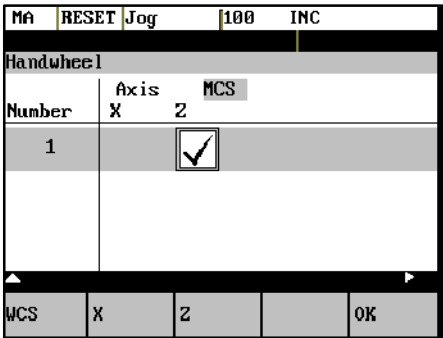 MA RESET Jog 100 INC
Handwheel
Axis MCS
Number X Z
1
WCS X Z OK